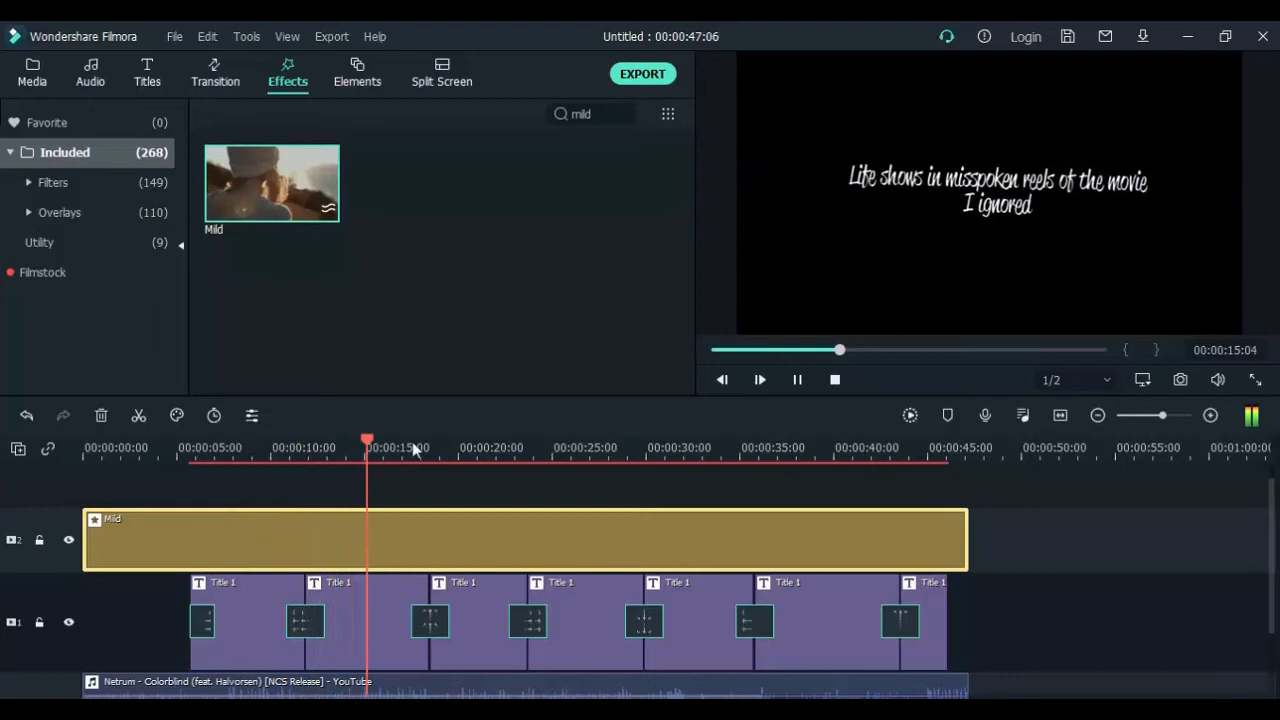 Wondershare Filmora File Edit Tools View Export Help Untitled : 00:00:47:06 Login
Media Audio Titles Transition Effects Elements Split Screen EXPORT
Favorite (0)
mild
Included (268)
Filters (149)
Overlays (110)
Utility (9)
Filmstock
Mild
Life shows in misspoken reels of the movie
I ignored
{ } 00:00:15:04
1/2
00:00:00:00 00:00:05:00 00:00:10:00 00:00:15:00 00:00:20:00 00:00:25:00 00:00:30:00 00:00:35:00 00:00:40:00 00:00:45:00 00:00:50:00 00:00:55:00 00:01:00:00
2 Mild
Title 1 Title 1 Title 1 Title 1 Title 1 Title 1 Title 1
1
Netrum - Colorblind (feat. Halvorsen) [NCS Release] - YouTube